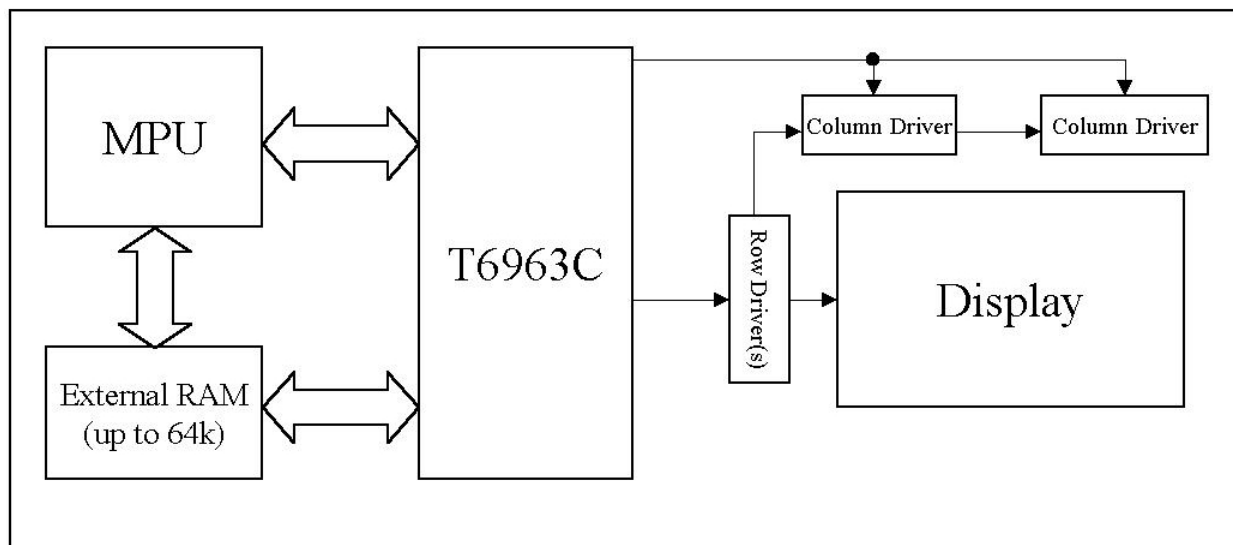 MPU
T6963C
Column Driver
Column Driver
Row Driver(s)
Display
External RAM
(up to 64k)